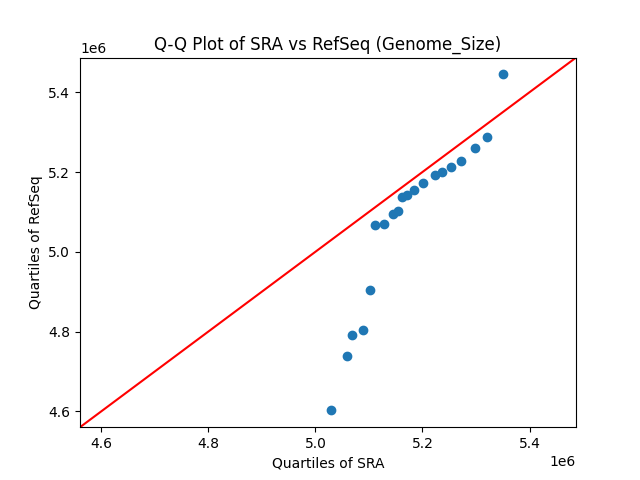 Q-Q Plot of SRA vs RefSeq (Genome_Size)
1e6
5.4
5.2
5.0
4.8
4.6
Quartiles of RefSeq
4.6 4.8 5.0 5.2 5.4
Quartiles of SRA
1e6